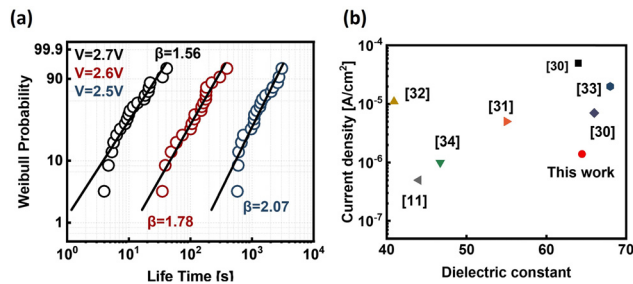 (a)
Weibull Probability
99.9
90
10
1
V=2.7V
V=2.6V
V=2.5V
β=1.56
β=1.78
β=2.07
10⁰ 10¹ 10² 10³ 10⁴
Life Time [s]
(b)
Current density [A/cm²]
10⁻⁴
10⁻⁵
10⁻⁶
10⁻⁷
[32]
[11]
[34]
[31]
[30]
[33]
[30]
This work
40 50 60 70
Dielectric constant